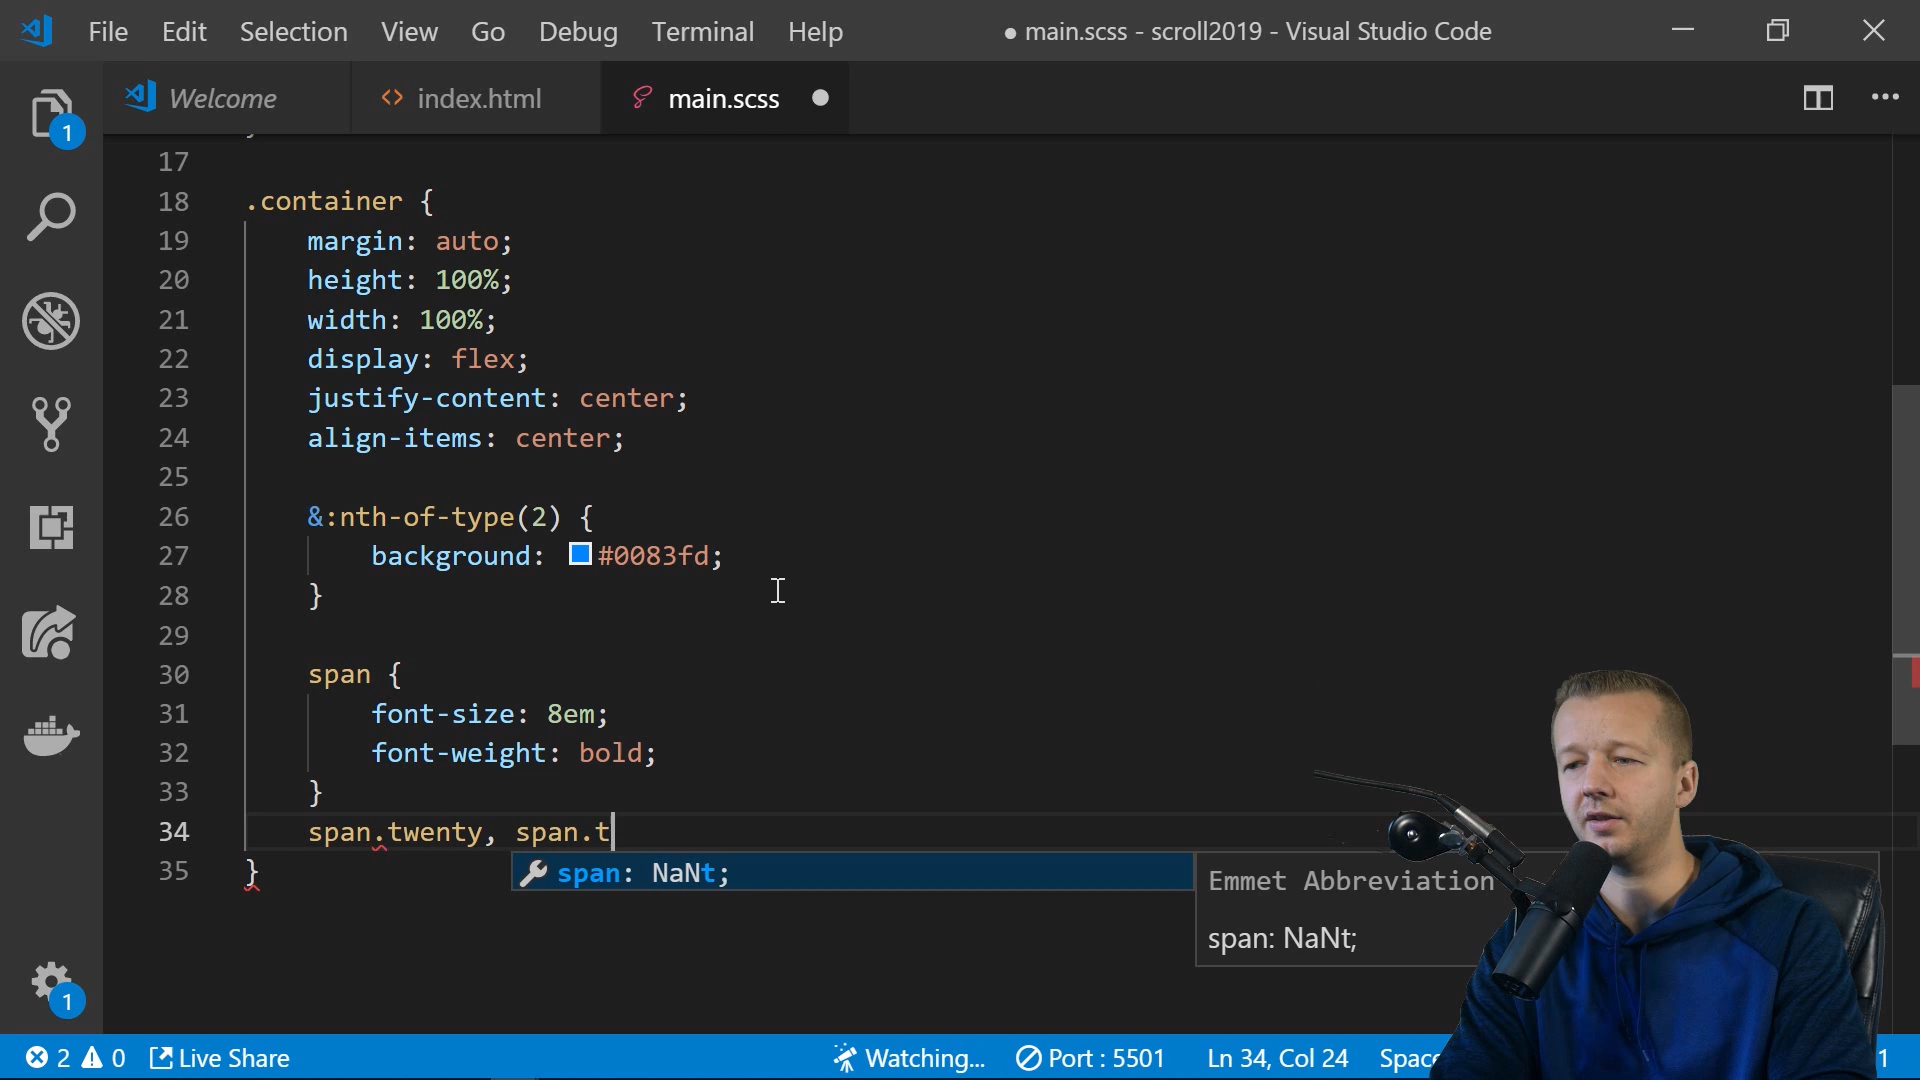 File Edit Selection View Go Debug Terminal Help
● main.scss - scroll2019 - Visual Studio Code
Welcome
index.html
main.scss
1
17
18 .container {
19 margin: auto;
20 height: 100%;
21 width: 100%;
22 display: flex;
23 justify-content: center;
24 align-items: center;
25
26 &:nth-of-type(2) {
27 background: #0083fd;
28 }
29
30 span {
31 font-size: 8em;
32 font-weight: bold;
33 }
34 span.twenty, span.t
35 }
span: NaNt;
Emmet Abbreviation
span: NaNt;
1
2 0 Live Share Watching... Port : 5501 Ln 34, Col 24 Spac 1